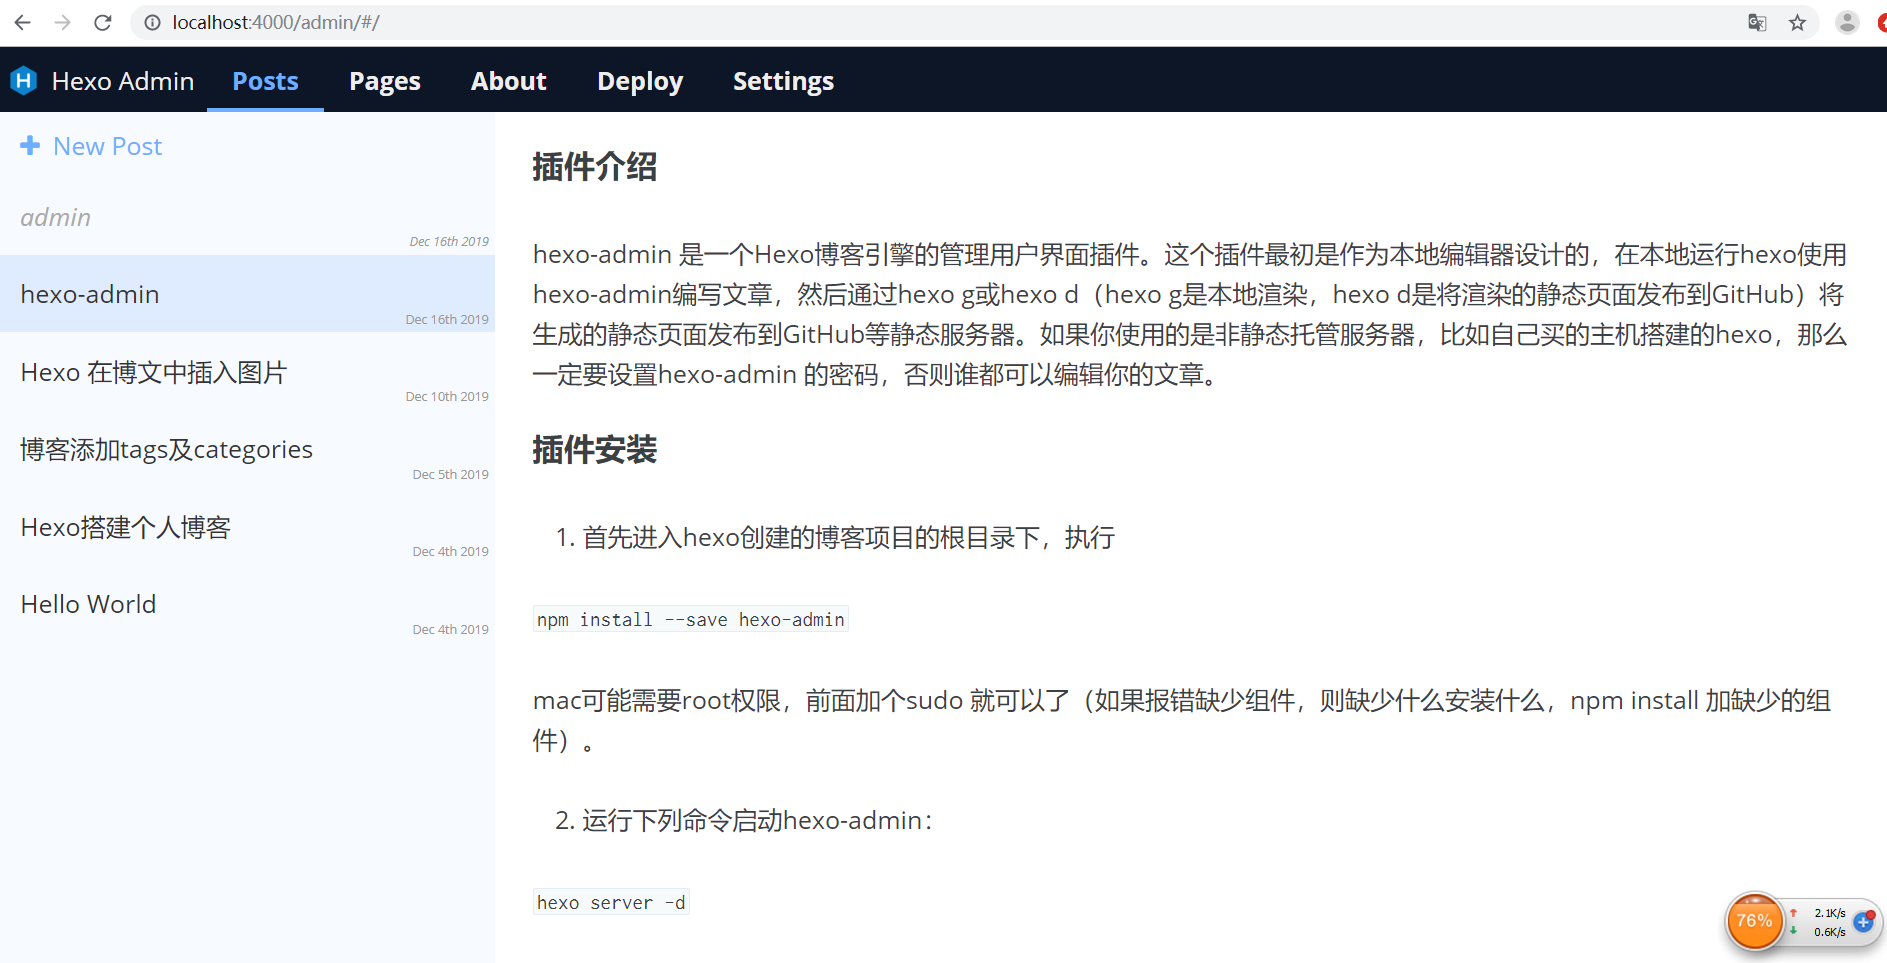 localhost:4000/admin/#/
Hexo Admin Posts Pages About Deploy Settings
New Post
admin
Dec 16th 2019
hexo-admin
Dec 16th 2019
Hexo 在博文中插入图片
Dec 10th 2019
博客添加tags及categories
Dec 5th 2019
Hexo搭建个人博客
Dec 4th 2019
Hello World
Dec 4th 2019
插件介绍
hexo-admin 是一个Hexo博客引擎的管理用户界面插件。这个插件最初是作为本地编辑器设计的，在本地运行hexo使用
hexo-admin编写文章，然后通过hexo g或hexo d（hexo g是本地渲染，hexo d是将渲染的静态页面发布到GitHub）将
生成的静态页面发布到GitHub等静态服务器。如果你使用的是非静态托管服务器，比如自己买的主机搭建的hexo，那么
一定要设置hexo-admin 的密码，否则谁都可以编辑你的文章。
插件安装
1. 首先进入hexo创建的博客项目的根目录下，执行
npm install --save hexo-admin
mac可能需要root权限，前面加个sudo 就可以了（如果报错缺少组件，则缺少什么安装什么，npm install 加缺少的组
件）。
2. 运行下列命令启动hexo-admin：
hexo server -d
76%
2.1K/s
0.6K/s